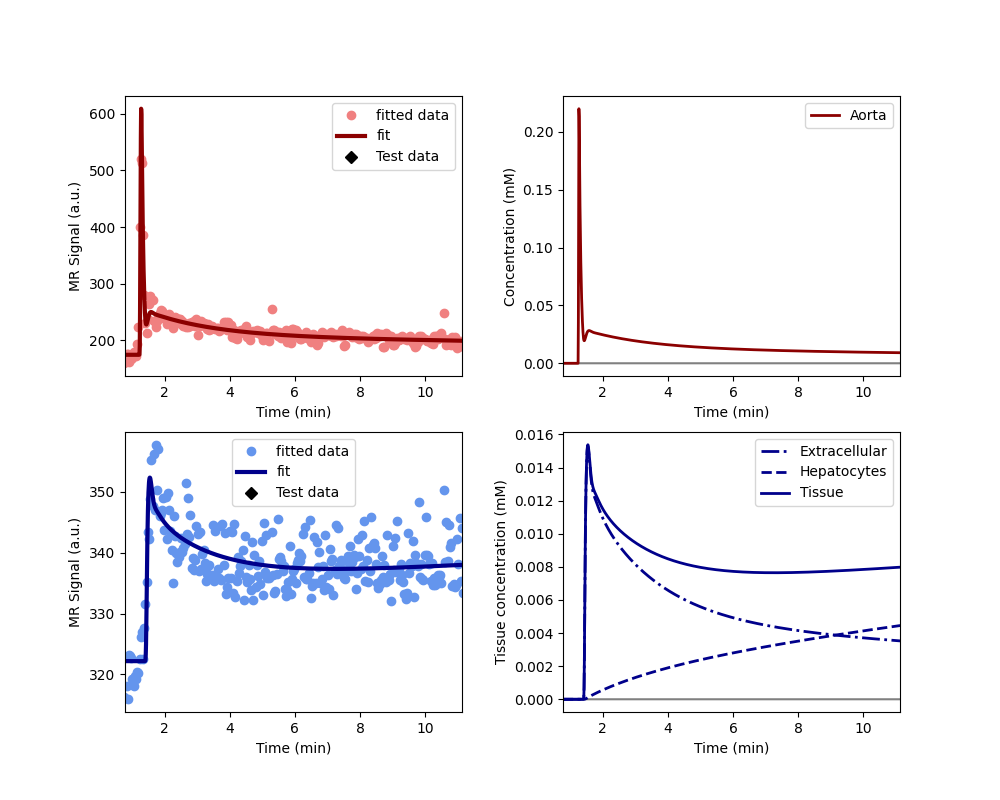 600
500
400
300
200
MR Signal (a.u.)
2 4 6 8 10
Time (min)
fitted data
fit
Test data
0.20
0.15
0.10
0.05
0.00
Concentration (mM)
2 4 6 8 10
Time (min)
Aorta
350
340
330
320
MR Signal (a.u.)
2 4 6 8 10
Time (min)
fitted data
fit
Test data
0.016
0.014
0.012
0.010
0.008
0.006
0.004
0.002
0.000
Tissue concentration (mM)
2 4 6 8 10
Time (min)
Extracellular
Hepatocytes
Tissue